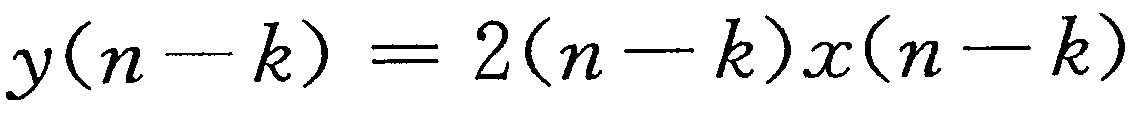 y(n − k) = 2(n − k)x(n − k)